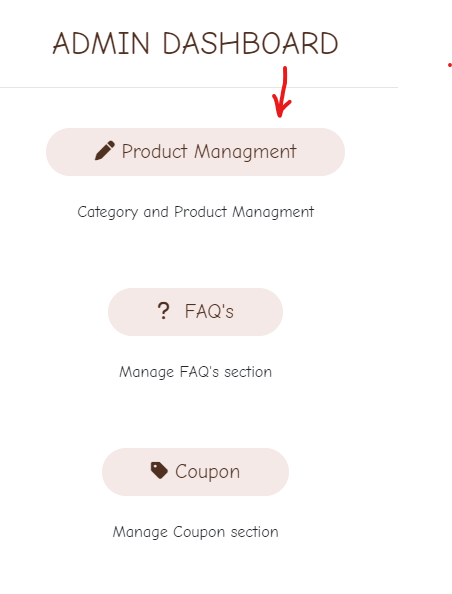 ADMIN DASHBOARD
Product Managment
Category and Product Managment
? FAQ's
Manage FAQ's section
Coupon
Manage Coupon section